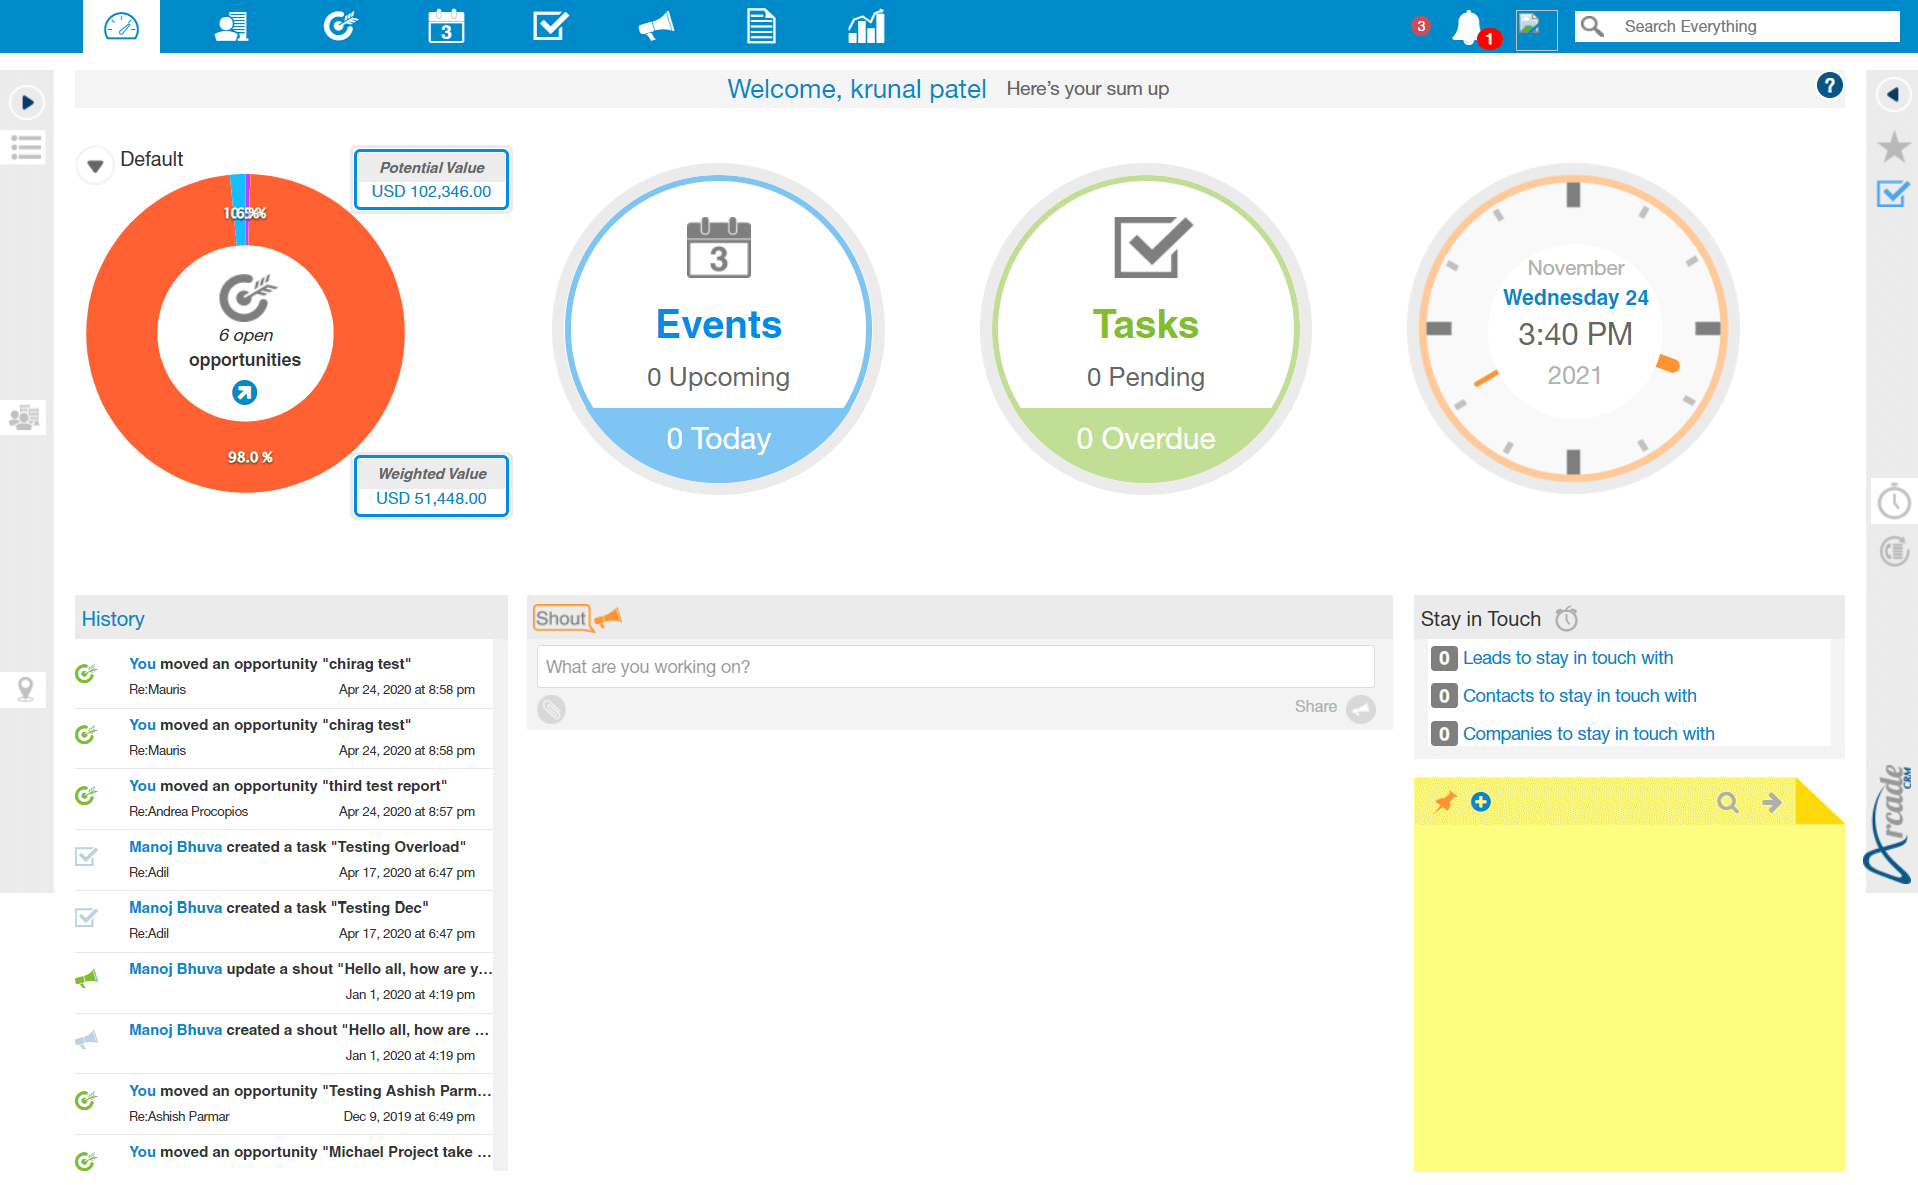 3
3
1
Search Everything
Welcome, krunal patel Here's your sum up
?
Default
Potential Value
USD 102,346.00
6 open
opportunities
98.0 %
Weighted Value
USD 51,448.00
3
Events
0 Upcoming
0 Today
Tasks
0 Pending
0 Overdue
November
Wednesday 24
3:40 PM
2021
History
You moved an opportunity "chirag test"
Re:Mauris Apr 24, 2020 at 8:58 pm
You moved an opportunity "chirag test"
Re:Mauris Apr 24, 2020 at 8:58 pm
You moved an opportunity "third test report"
Re:Andrea Procopios Apr 24, 2020 at 8:57 pm
Manoj Bhuva created a task "Testing Overload"
Re:Adil Apr 17, 2020 at 6:47 pm
Manoj Bhuva created a task "Testing Dec"
Re:Adil Apr 17, 2020 at 6:47 pm
Manoj Bhuva update a shout "Hello all, how are y...
Jan 1, 2020 at 4:19 pm
Manoj Bhuva created a shout "Hello all, how are ...
Jan 1, 2020 at 4:19 pm
You moved an opportunity "Testing Ashish Parm...
Re:Ashish Parmar Dec 9, 2019 at 6:49 pm
You moved an opportunity "Michael Project take ...
Shout
What are you working on?
Share
Stay in Touch
0 Leads to stay in touch with
0 Contacts to stay in touch with
0 Companies to stay in touch with
Arcade
CRM